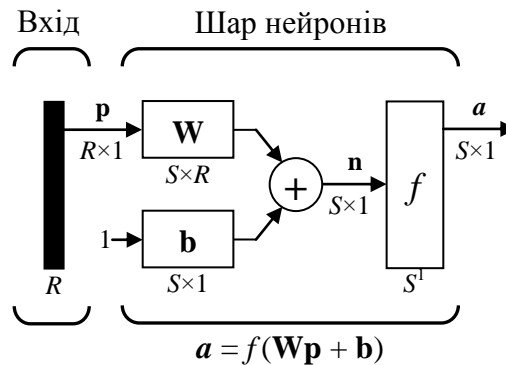 Вхід
Шар нейронів
p
R×1
W
S×R
1
b
S×1
+
n
S×1
f
S¹
a
S×1
R
a = f(Wp + b)